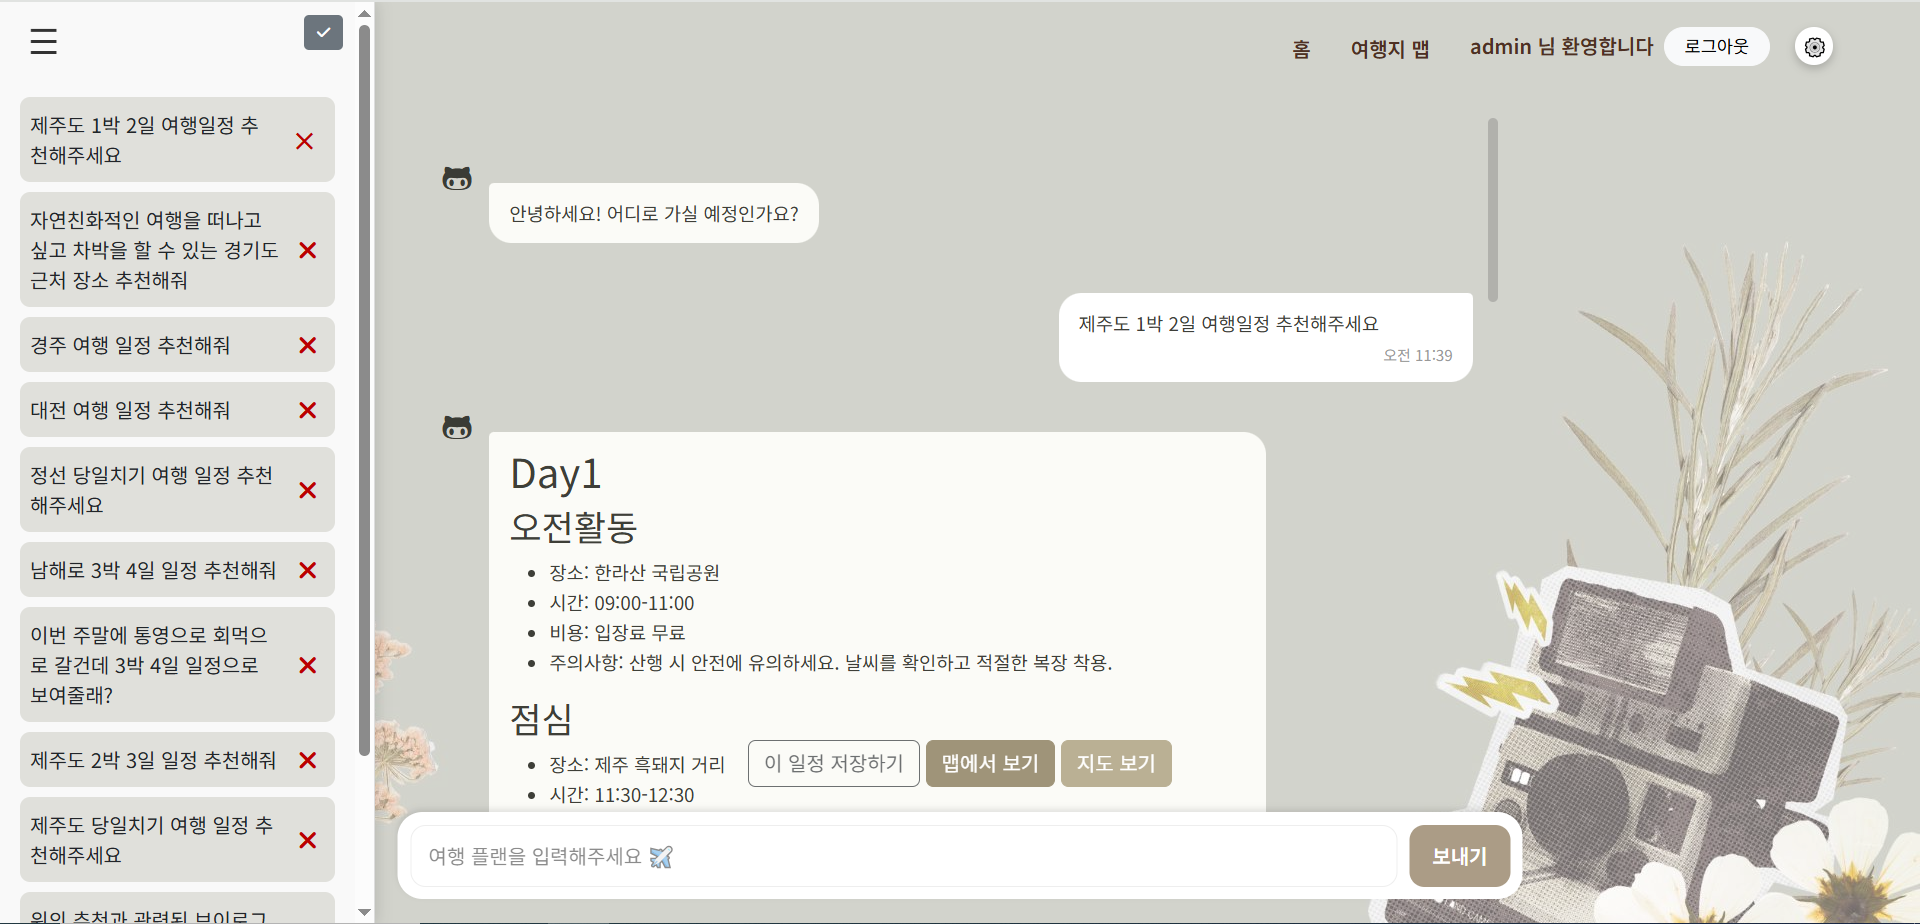 홈
여행지 맵
admin 님 환영합니다
로그아웃
제주도 1박 2일 여행일정 추
천해주세요
자연친화적인 여행을 떠나고
싶고 차박을 할 수 있는 경기도
근처 장소 추천해줘
경주 여행 일정 추천해줘
대전 여행 일정 추천해줘
정선 당일치기 여행 일정 추천
해주세요
남해로 3박 4일 일정 추천해줘
이번 주말에 통영으로 회먹으
로 갈건데 3박 4일 일정으로
보여줄래?
제주도 2박 3일 일정 추천해줘
제주도 당일치기 여행 일정 추
천해주세요
안녕하세요! 어디로 가실 예정인가요?
제주도 1박 2일 여행일정 추천해주세요
오전 11:39
Day1
오전활동
장소: 한라산 국립공원
시간: 09:00-11:00
비용: 입장료 무료
주의사항: 산행 시 안전에 유의하세요. 날씨를 확인하고 적절한 복장 착용.
점심
장소: 제주 흑돼지 거리
시간: 11:30-12:30
이 일정 저장하기
맵에서 보기
지도 보기
여행 플랜을 입력해주세요 ✈️
보내기